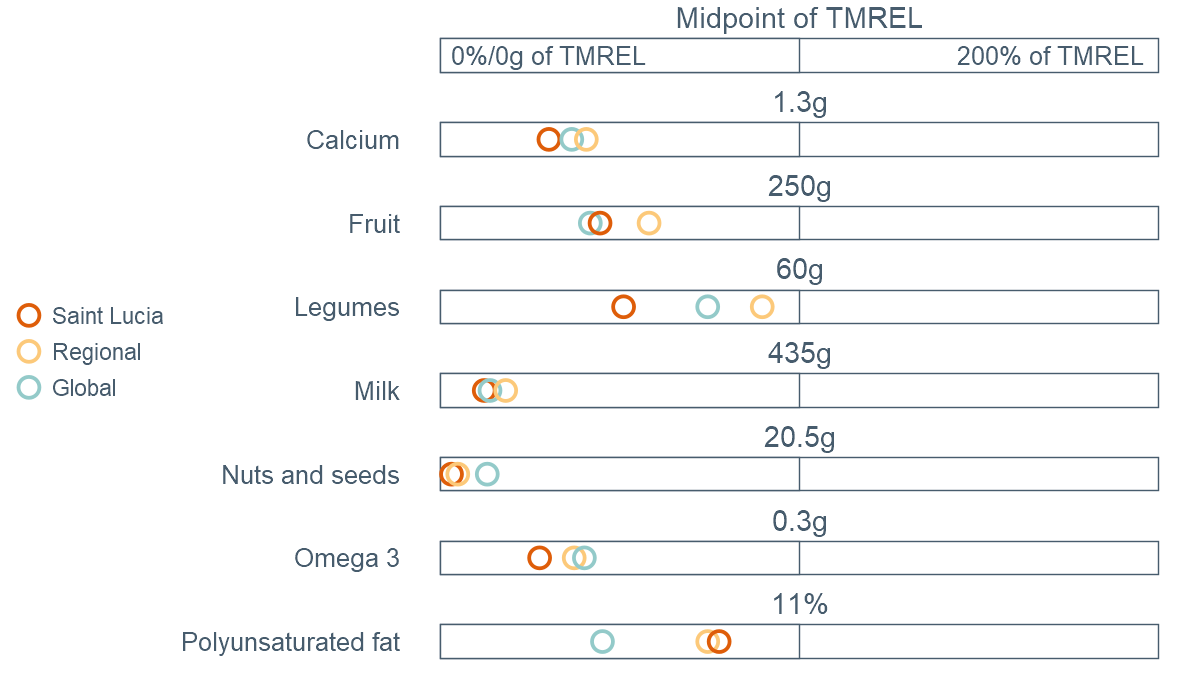 Midpoint of TMREL
0%/0g of TMREL
200% of TMREL
1.3g
Calcium
250g
Fruit
60g
Legumes
435g
Milk
20.5g
Nuts and seeds
0.3g
Omega 3
11%
Polyunsaturated fat
Saint Lucia
Regional
Global